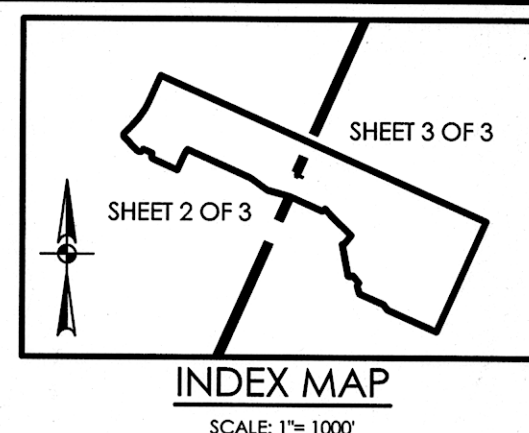 SHEET 3 OF 3
SHEET 2 OF 3
INDEX MAP
SCALE: 1"= 1000'